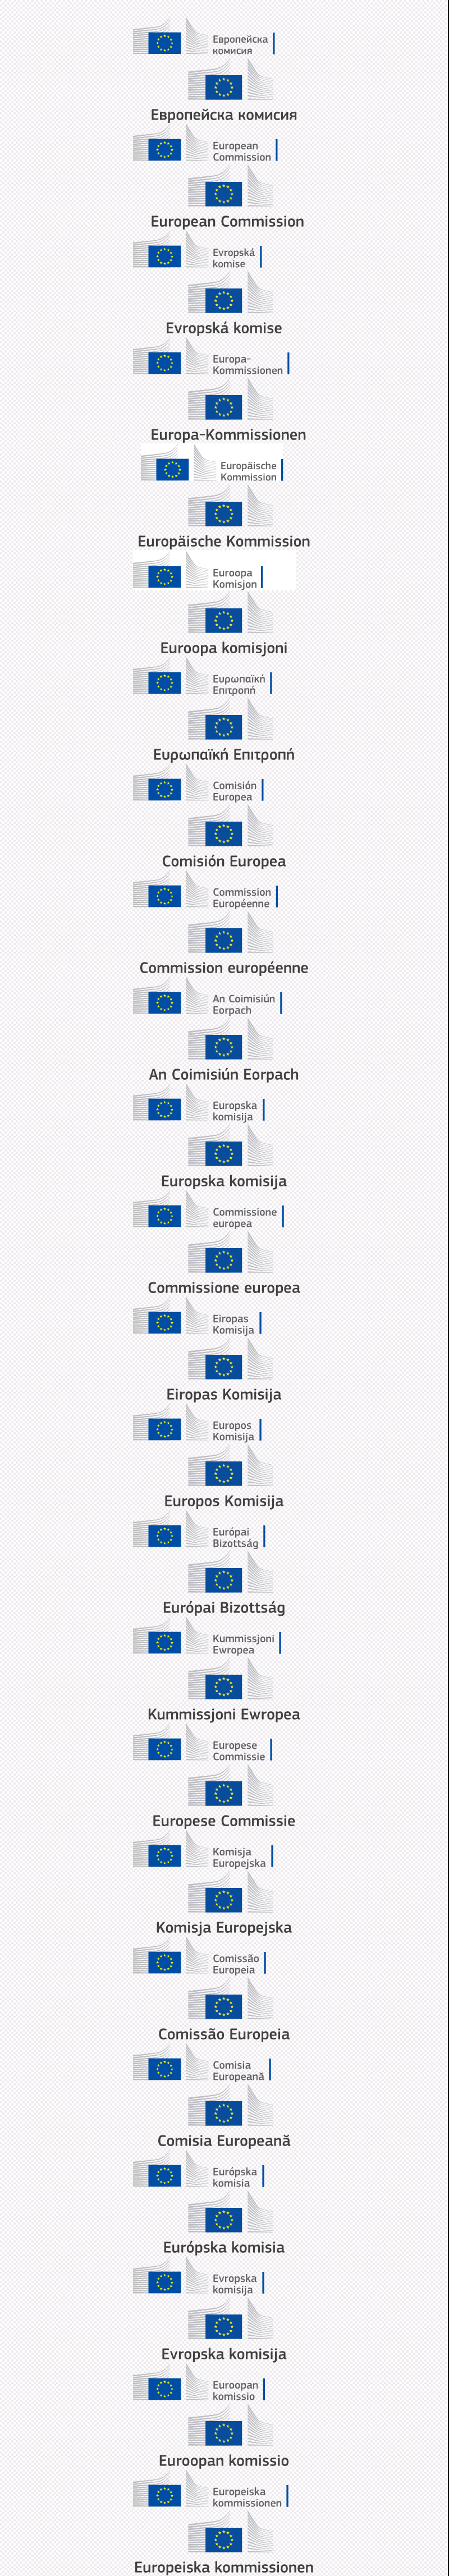 Европейска
комисия
Европейска комисия
European
Commission
European Commission
Evropská
komise
Evropská komise
Europa-
Kommissionen
Europa-Kommissionen
Europäische
Kommission
Europäische Kommission
Euroopa
Komisjon
Euroopa komisjoni
Ευρωπαϊκή
Επιτροπή
Ευρωπαϊκή Επιτροπή
Comisión
Europea
Comisión Europea
Commission
Européenne
Commission européenne
An Coimisiún
Eorpach
An Coimisiún Eorpach
Europska
komisija
Europska komisija
Commissione
europea
Commissione europea
Eiropas
Komisija
Eiropas Komisija
Europos
Komisija
Europos Komisija
Európai
Bizottság
Európai Bizottság
Kummissjoni
Ewropea
Kummissjoni Ewropea
Europese
Commissie
Europese Commissie
Komisja
Europejska
Komisja Europejska
Comissão
Europeia
Comissão Europeia
Comisia
Europeană
Comisia Europeană
Európska
komisia
Európska komisia
Evropska
komisija
Evropska komisija
Euroopan
komissio
Euroopan komissio
Europeiska
kommissionen
Europeiska kommissionen